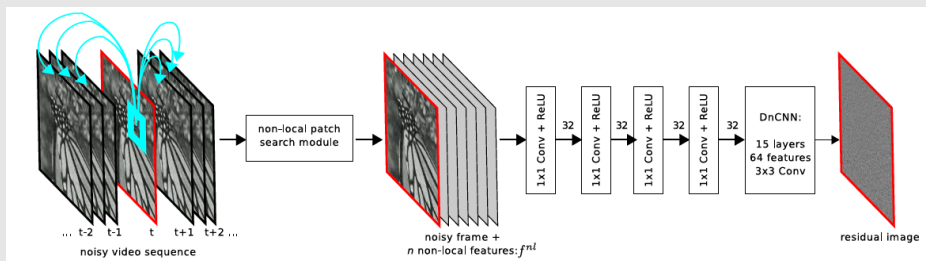 ... t-2 t-1 t t+1 t+2 ...
noisy video sequence
non-local patch
search module
noisy frame +
n non-local features: f^{nl}
1x1 Conv + ReLU
32
1x1 Conv + ReLU
32
1x1 Conv + ReLU
32
1x1 Conv + ReLU
32
DnCNN:
15 layers
64 features
3x3 Conv
residual image